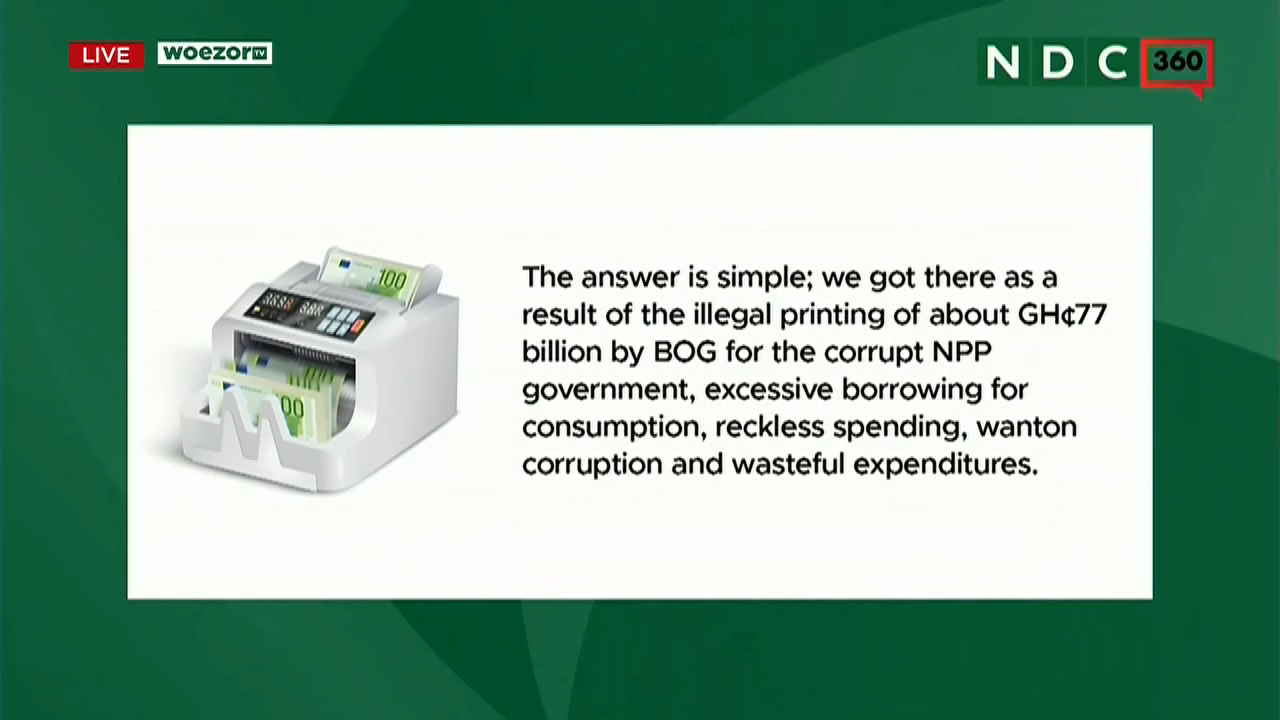 LIVE
woezor TV
NDC 360
100
The answer is simple; we got there as a
result of the illegal printing of about GH¢77
billion by BOG for the corrupt NPP
government, excessive borrowing for
consumption, reckless spending, wanton
corruption and wasteful expenditures.